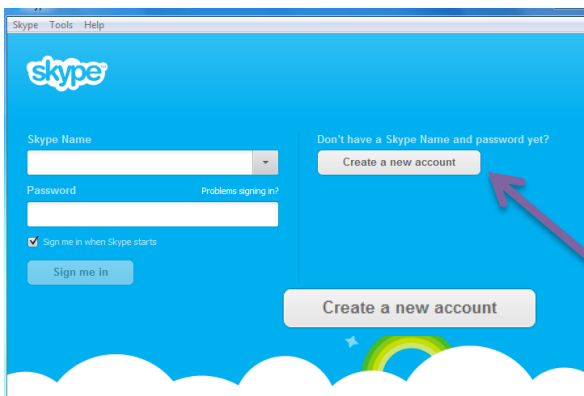 Skype Tools Help
skype
Skype Name
Password
Problems signing in?
Sign me in when Skype starts
Sign me in
Don't have a Skype Name and password yet?
Create a new account
Create a new account